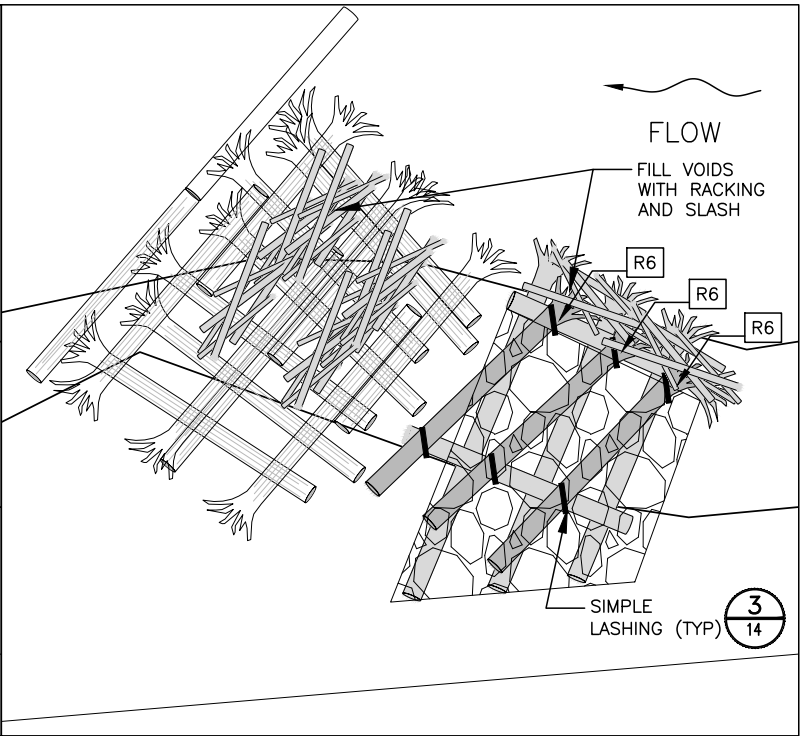 FLOW
FILL VOIDS
WITH RACKING
AND SLASH
R6
R6
R6
SIMPLE
LASHING (TYP)
3
14